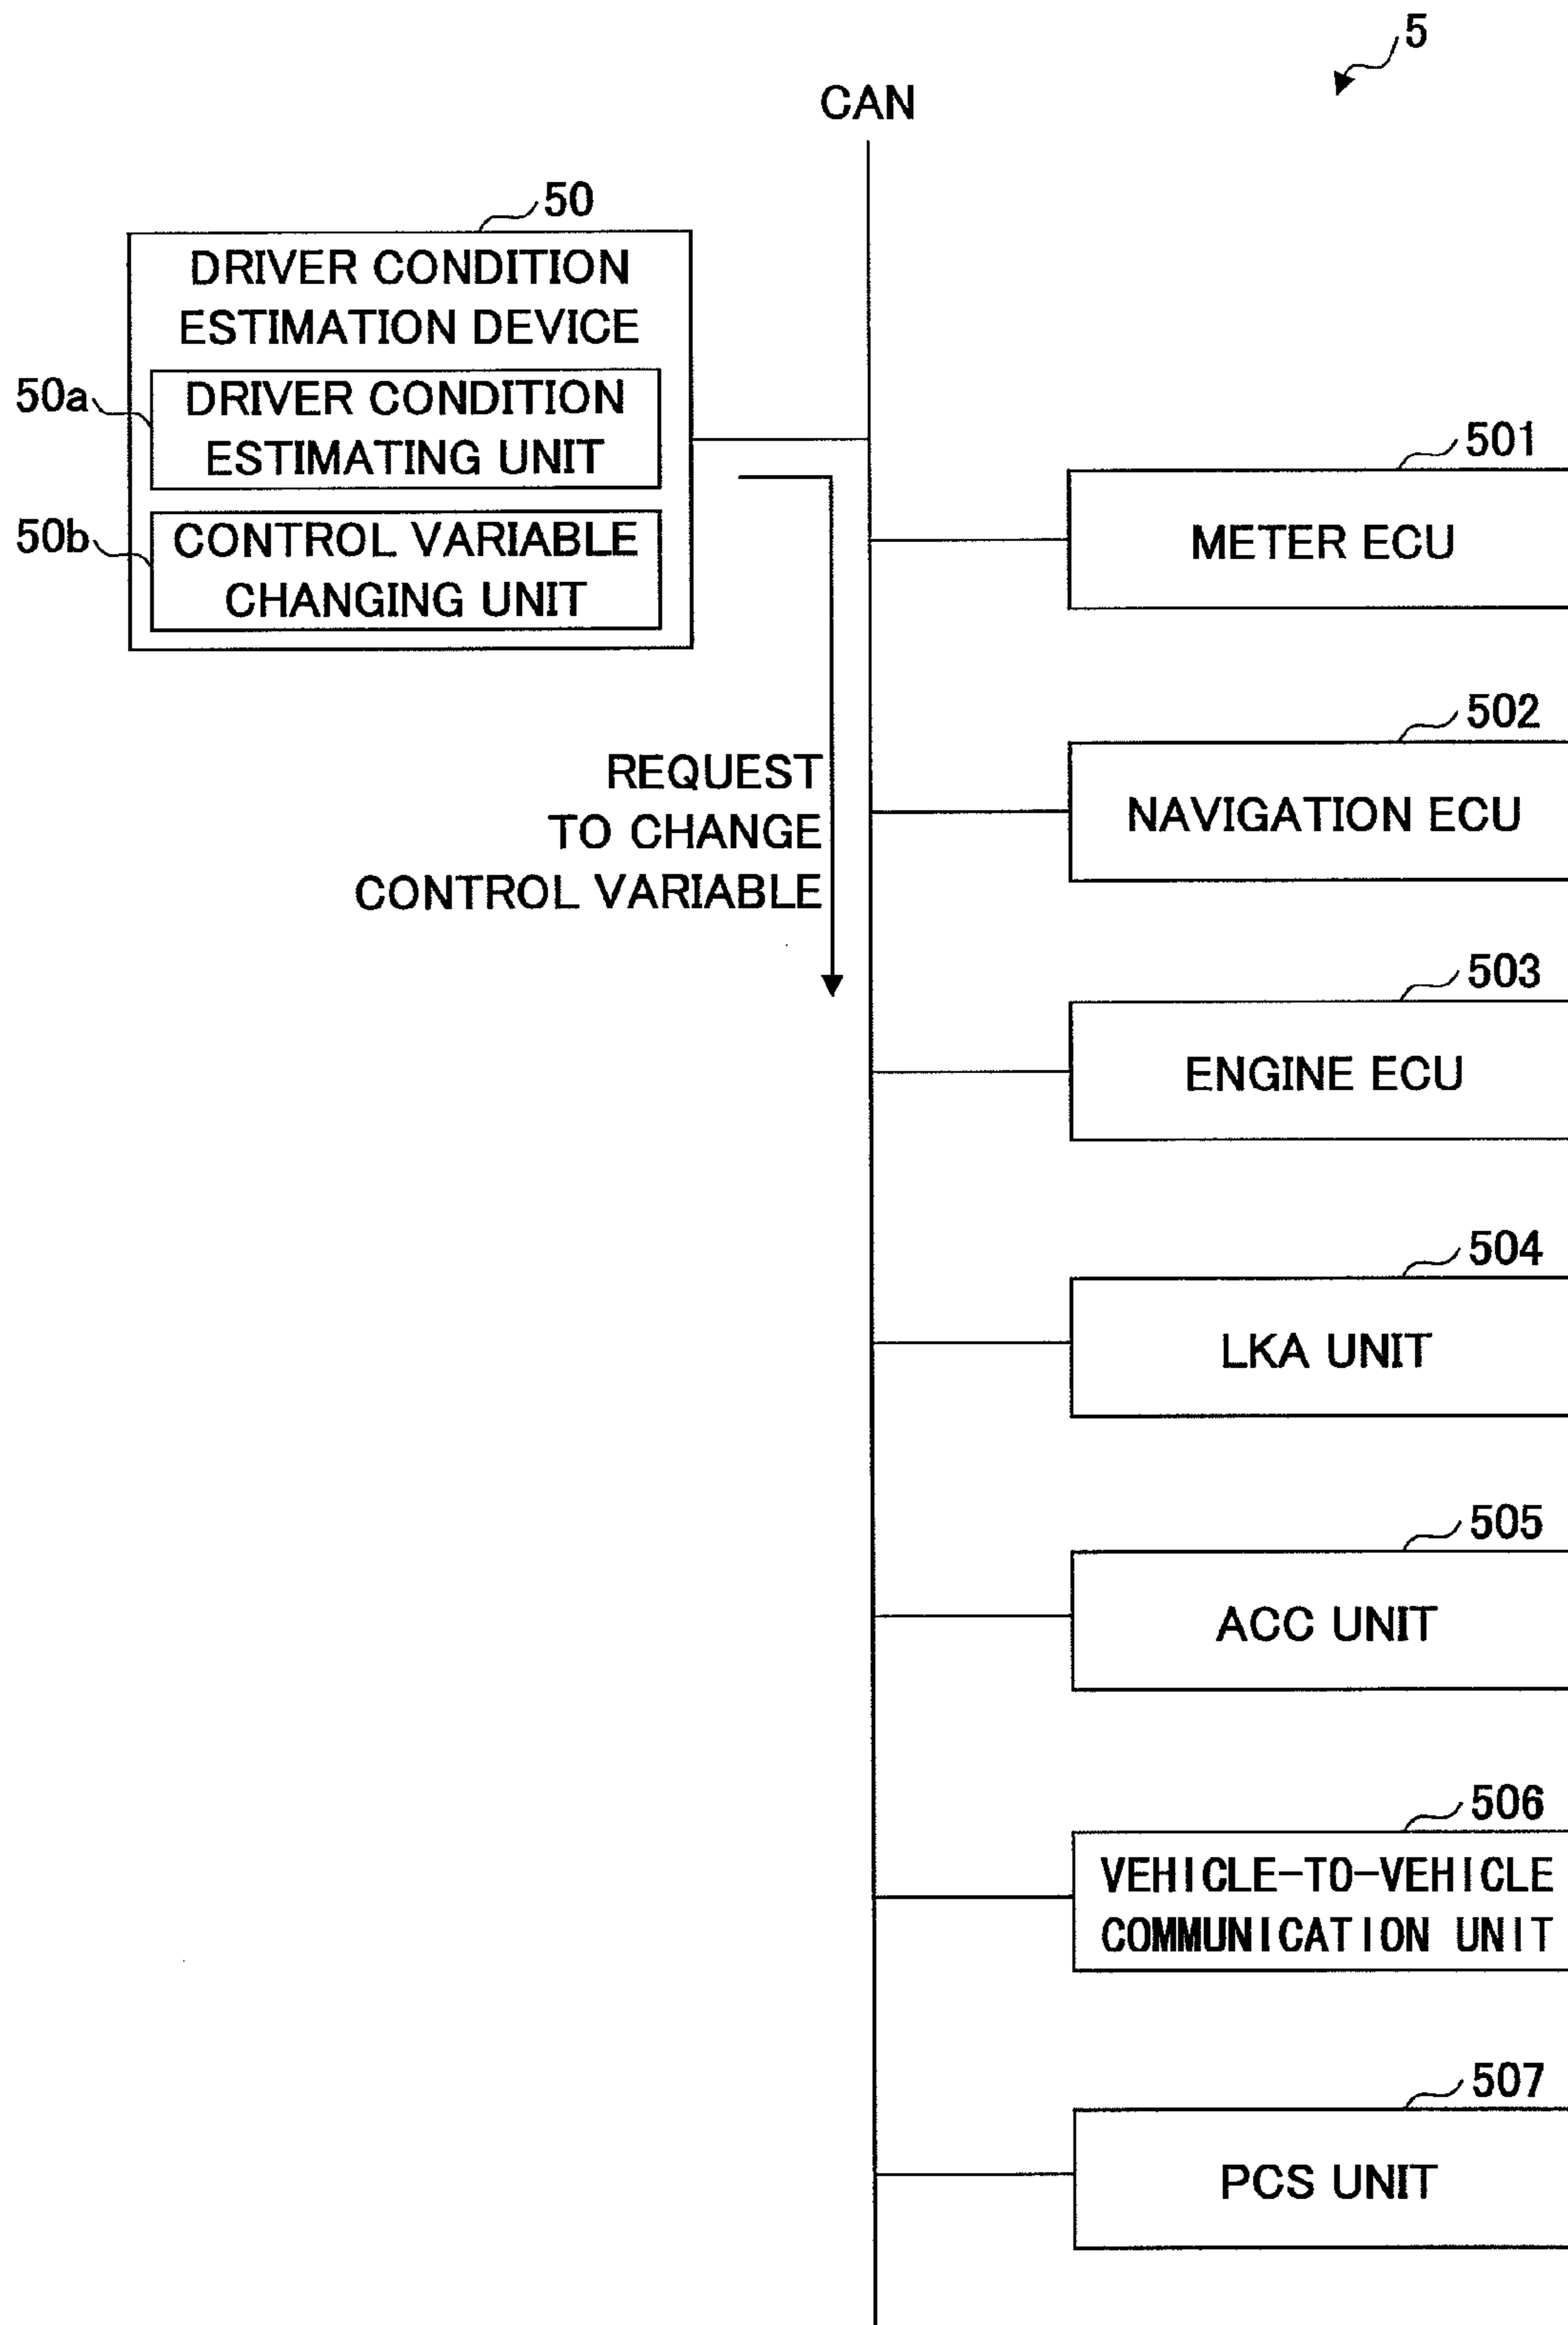 5
CAN
50
DRIVER CONDITION
ESTIMATION DEVICE
50a
DRIVER CONDITION
ESTIMATING UNIT
50b
CONTROL VARIABLE
CHANGING UNIT
REQUEST
TO CHANGE
CONTROL VARIABLE
501
METER ECU
502
NAVIGATION ECU
503
ENGINE ECU
504
LKA UNIT
505
ACC UNIT
506
VEHICLE-TO-VEHICLE
COMMUNICATION UNIT
507
PCS UNIT